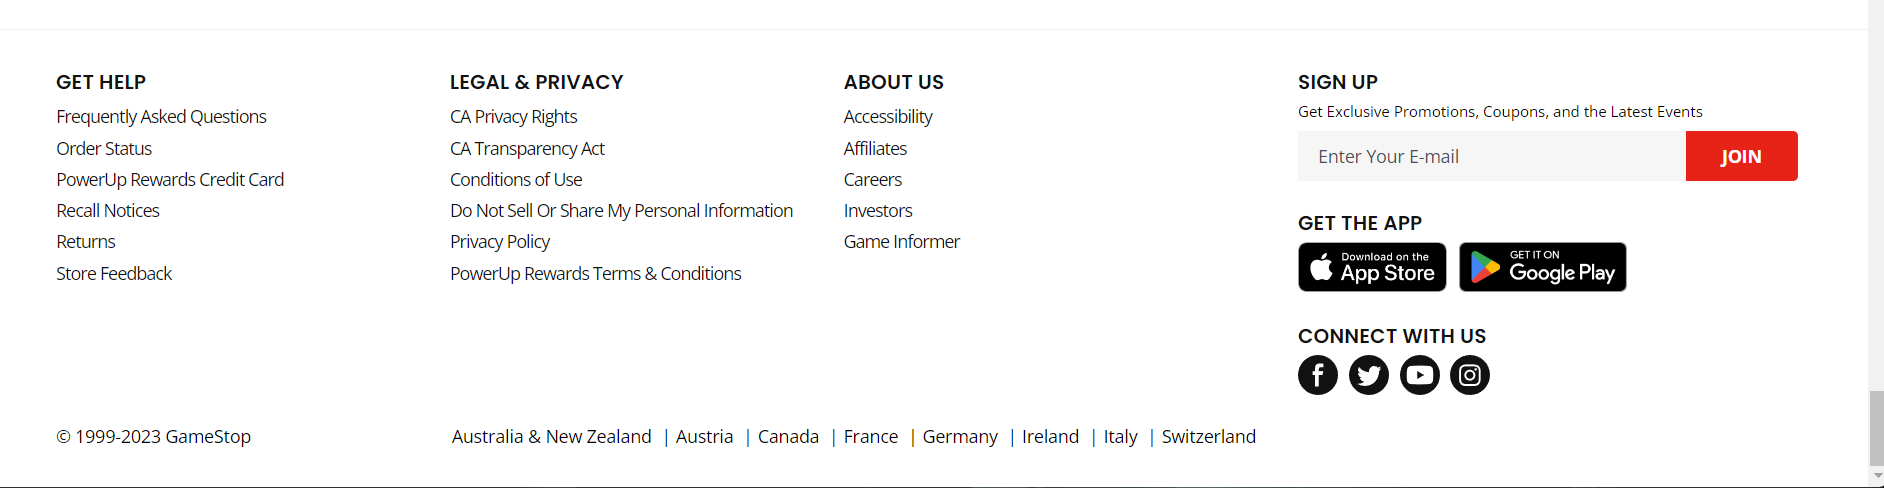 GET HELP
Frequently Asked Questions
Order Status
PowerUp Rewards Credit Card
Recall Notices
Returns
Store Feedback
LEGAL & PRIVACY
CA Privacy Rights
CA Transparency Act
Conditions of Use
Do Not Sell Or Share My Personal Information
Privacy Policy
PowerUp Rewards Terms & Conditions
ABOUT US
Accessibility
Affiliates
Careers
Investors
Game Informer
SIGN UP
Get Exclusive Promotions, Coupons, and the Latest Events
Enter Your E-mail
JOIN
GET THE APP
Download on the
App Store
GET IT ON
Google Play
CONNECT WITH US
© 1999-2023 GameStop
Australia & New Zealand | Austria | Canada | France | Germany | Ireland | Italy | Switzerland